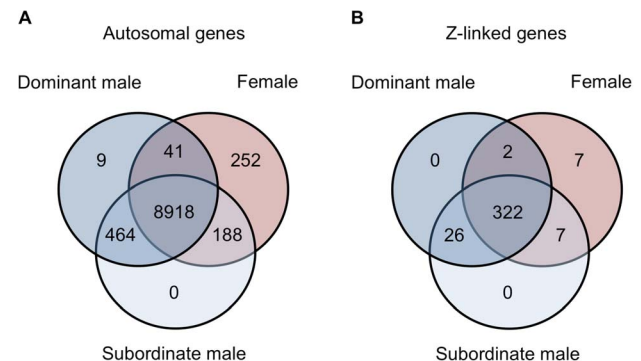 A
B
Autosomal genes
Z-linked genes
Dominant male
Female
Dominant male
Female
9
41
252
0
2
7
8918
322
464
188
26
7
0
0
Subordinate male
Subordinate male